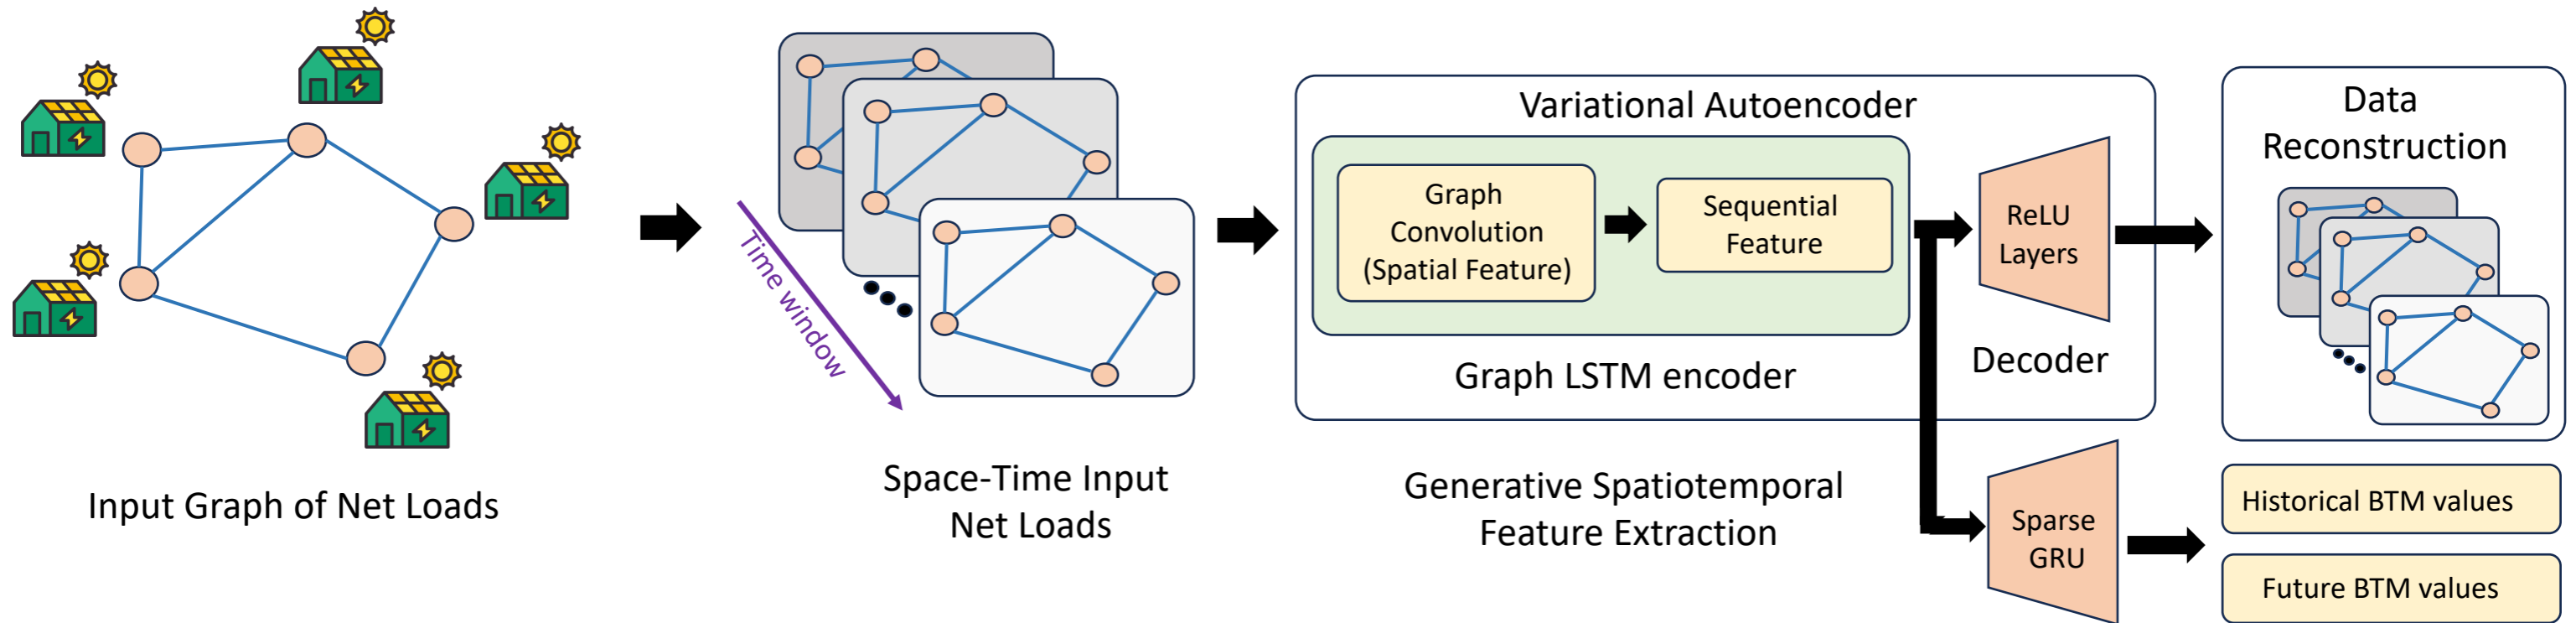 Input Graph of Net Loads
Time window
Space-Time Input
Net Loads
Variational Autoencoder
Graph
Convolution
(Spatial Feature)
Sequential
Feature
Graph LSTM encoder
ReLU
Layers
Decoder
Generative Spatiotemporal
Feature Extraction
Sparse
GRU
Data
Reconstruction
Historical BTM values
Future BTM values